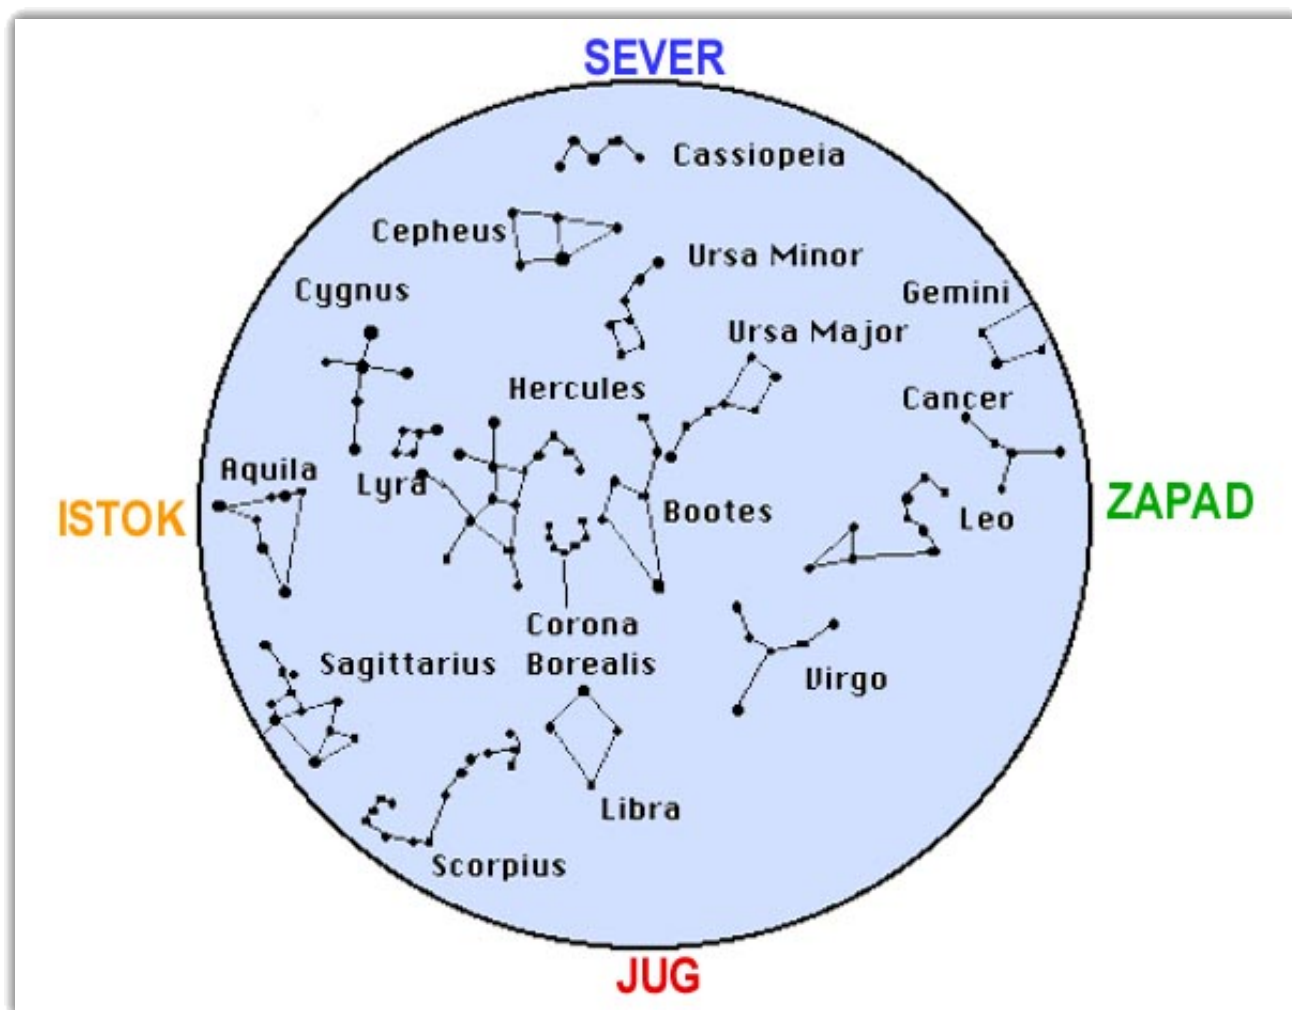 SEVER
Cassiopeia
Cepheus
Ursa Minor
Cygnus
Gemini
Ursa Major
Hercules
Cancer
Aquila
Lyra
ISTOK
ZAPAD
Bootes
Leo
Corona
Borealis
Sagittarius
Virgo
Libra
Scorpius
JUG